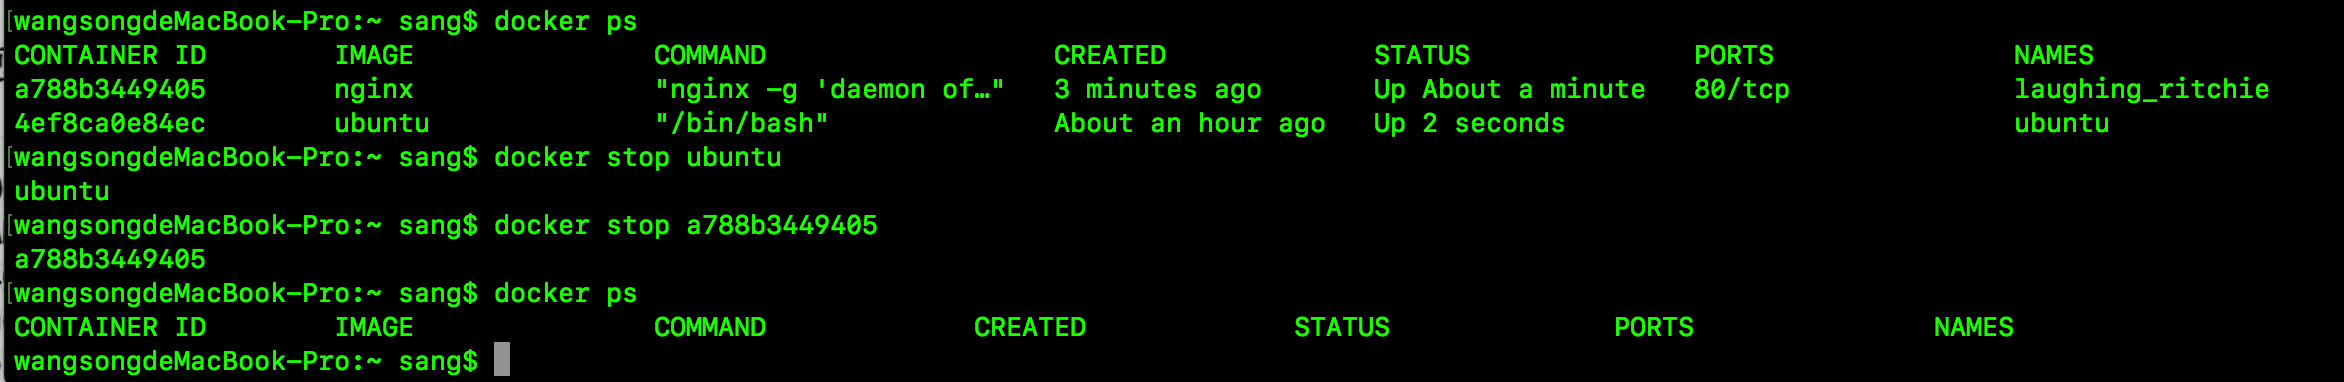 [wangsongdeMacBook-Pro:~ sang$ docker ps
CONTAINER ID        IMAGE               COMMAND                  CREATED             STATUS              PORTS               NAMES
a788b3449405        nginx               "nginx -g 'daemon of…"   3 minutes ago       Up About a minute   80/tcp              laughing_ritchie
4ef8ca0e84ec        ubuntu              "/bin/bash"              About an hour ago   Up 2 seconds                            ubuntu
[wangsongdeMacBook-Pro:~ sang$ docker stop ubuntu
ubuntu
[wangsongdeMacBook-Pro:~ sang$ docker stop a788b3449405
a788b3449405
[wangsongdeMacBook-Pro:~ sang$ docker ps
CONTAINER ID        IMAGE               COMMAND             CREATED             STATUS              PORTS               NAMES
wangsongdeMacBook-Pro:~ sang$